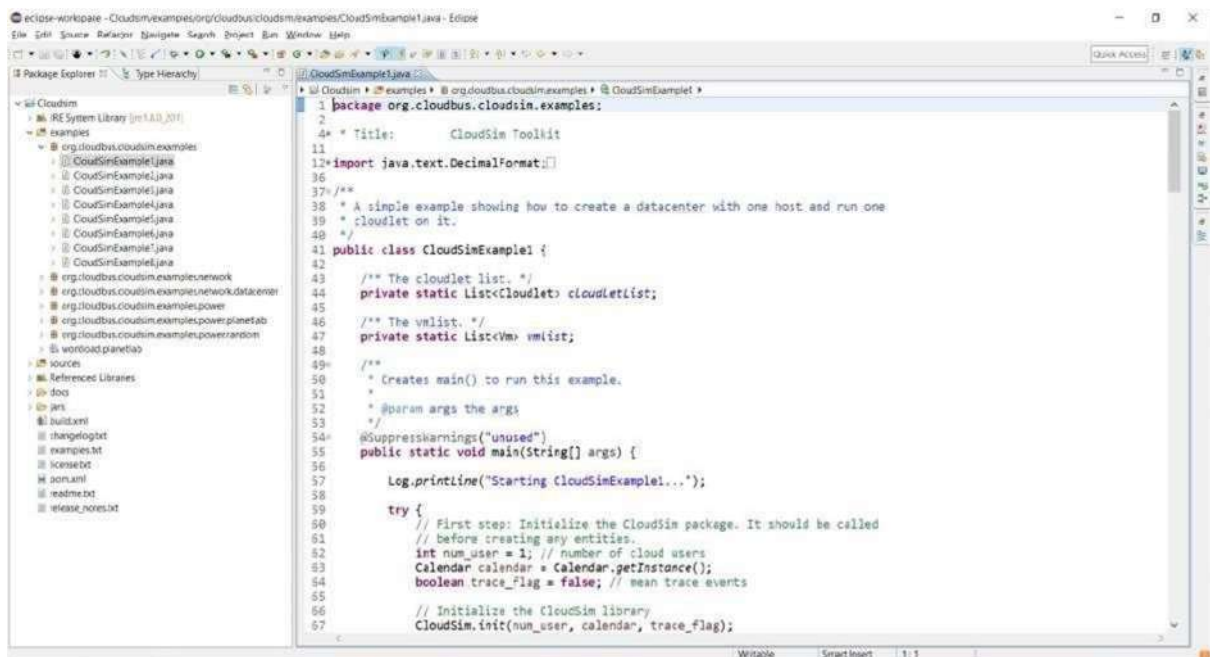 eclipse-workspace - Cloudsim/examples/org/cloudbus/cloudsim/examples/CloudSimExample1.java - Eclipse
File Edit Source Refactor Navigate Search Project Run Window Help
Quick Access
Package Explorer Type Hierarchy
Cloudsim
JRE System Library
examples
org.cloudbus.cloudsim.examples
CloudSimExample1.java
CloudSimExample2.java
CloudSimExample3.java
CloudSimExample4.java
CloudSimExample5.java
CloudSimExample6.java
CloudSimExample7.java
CloudSimExample8.java
org.cloudbus.cloudsim.examples.network
org.cloudbus.cloudsim.examples.network.datacenter
org.cloudbus.cloudsim.examples.power
org.cloudbus.cloudsim.examples.power.planetlab
org.cloudbus.cloudsim.examples.power.random
workload.planetlab
sources
Referenced Libraries
docs
jars
build.xml
changelog.txt
examples.txt
license.txt
pom.xml
readme.txt
release_notes.txt
CloudSimExample1.java
Cloudsim examples org.cloudbus.cloudsim.examples CloudSimExample1
1 package org.cloudbus.cloudsim.examples;
2
4 * Title: CloudSim Toolkit
11
12 import java.text.DecimalFormat;
36
37 /**
38 * A simple example showing how to create a datacenter with one host and run one
39 * cloudlet on it.
40 */
41 public class CloudSimExample1 {
42
43 /** The cloudlet list. */
44 private static List<Cloudlet> cloudletList;
45
46 /** The vmlist. */
47 private static List<Vm> vmlist;
48
49 /**
50 * Creates main() to run this example.
51 *
52 * @param args the args
53 */
54 @SuppressWarnings("unused")
55 public static void main(String[] args) {
56
57 Log.printLine("Starting CloudSimExample1...");
58
59 try {
60 // First step: Initialize the CloudSim package. It should be called
61 // before creating any entities.
62 int num_user = 1; // number of cloud users
63 Calendar calendar = Calendar.getInstance();
64 boolean trace_flag = false; // mean trace events
65
66 // Initialize the CloudSim library
67 CloudSim.init(num_user, calendar, trace_flag);
Writable Smart Insert 1 : 1